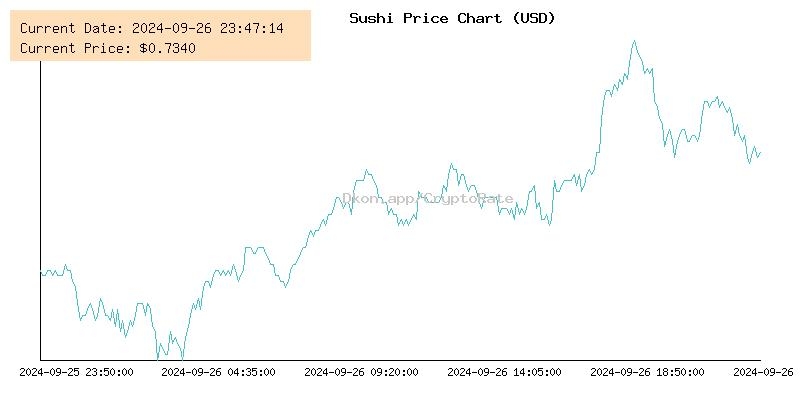 Sushi Price Chart (USD)
Current Date: 2024-09-26 23:47:14
Current Price: $0.7340
Dkon.app/CryptoRate
2024-09-25 23:50:00
2024-09-26 04:35:00
2024-09-26 09:20:00
2024-09-26 14:05:00
2024-09-26 18:50:00
2024-09-26